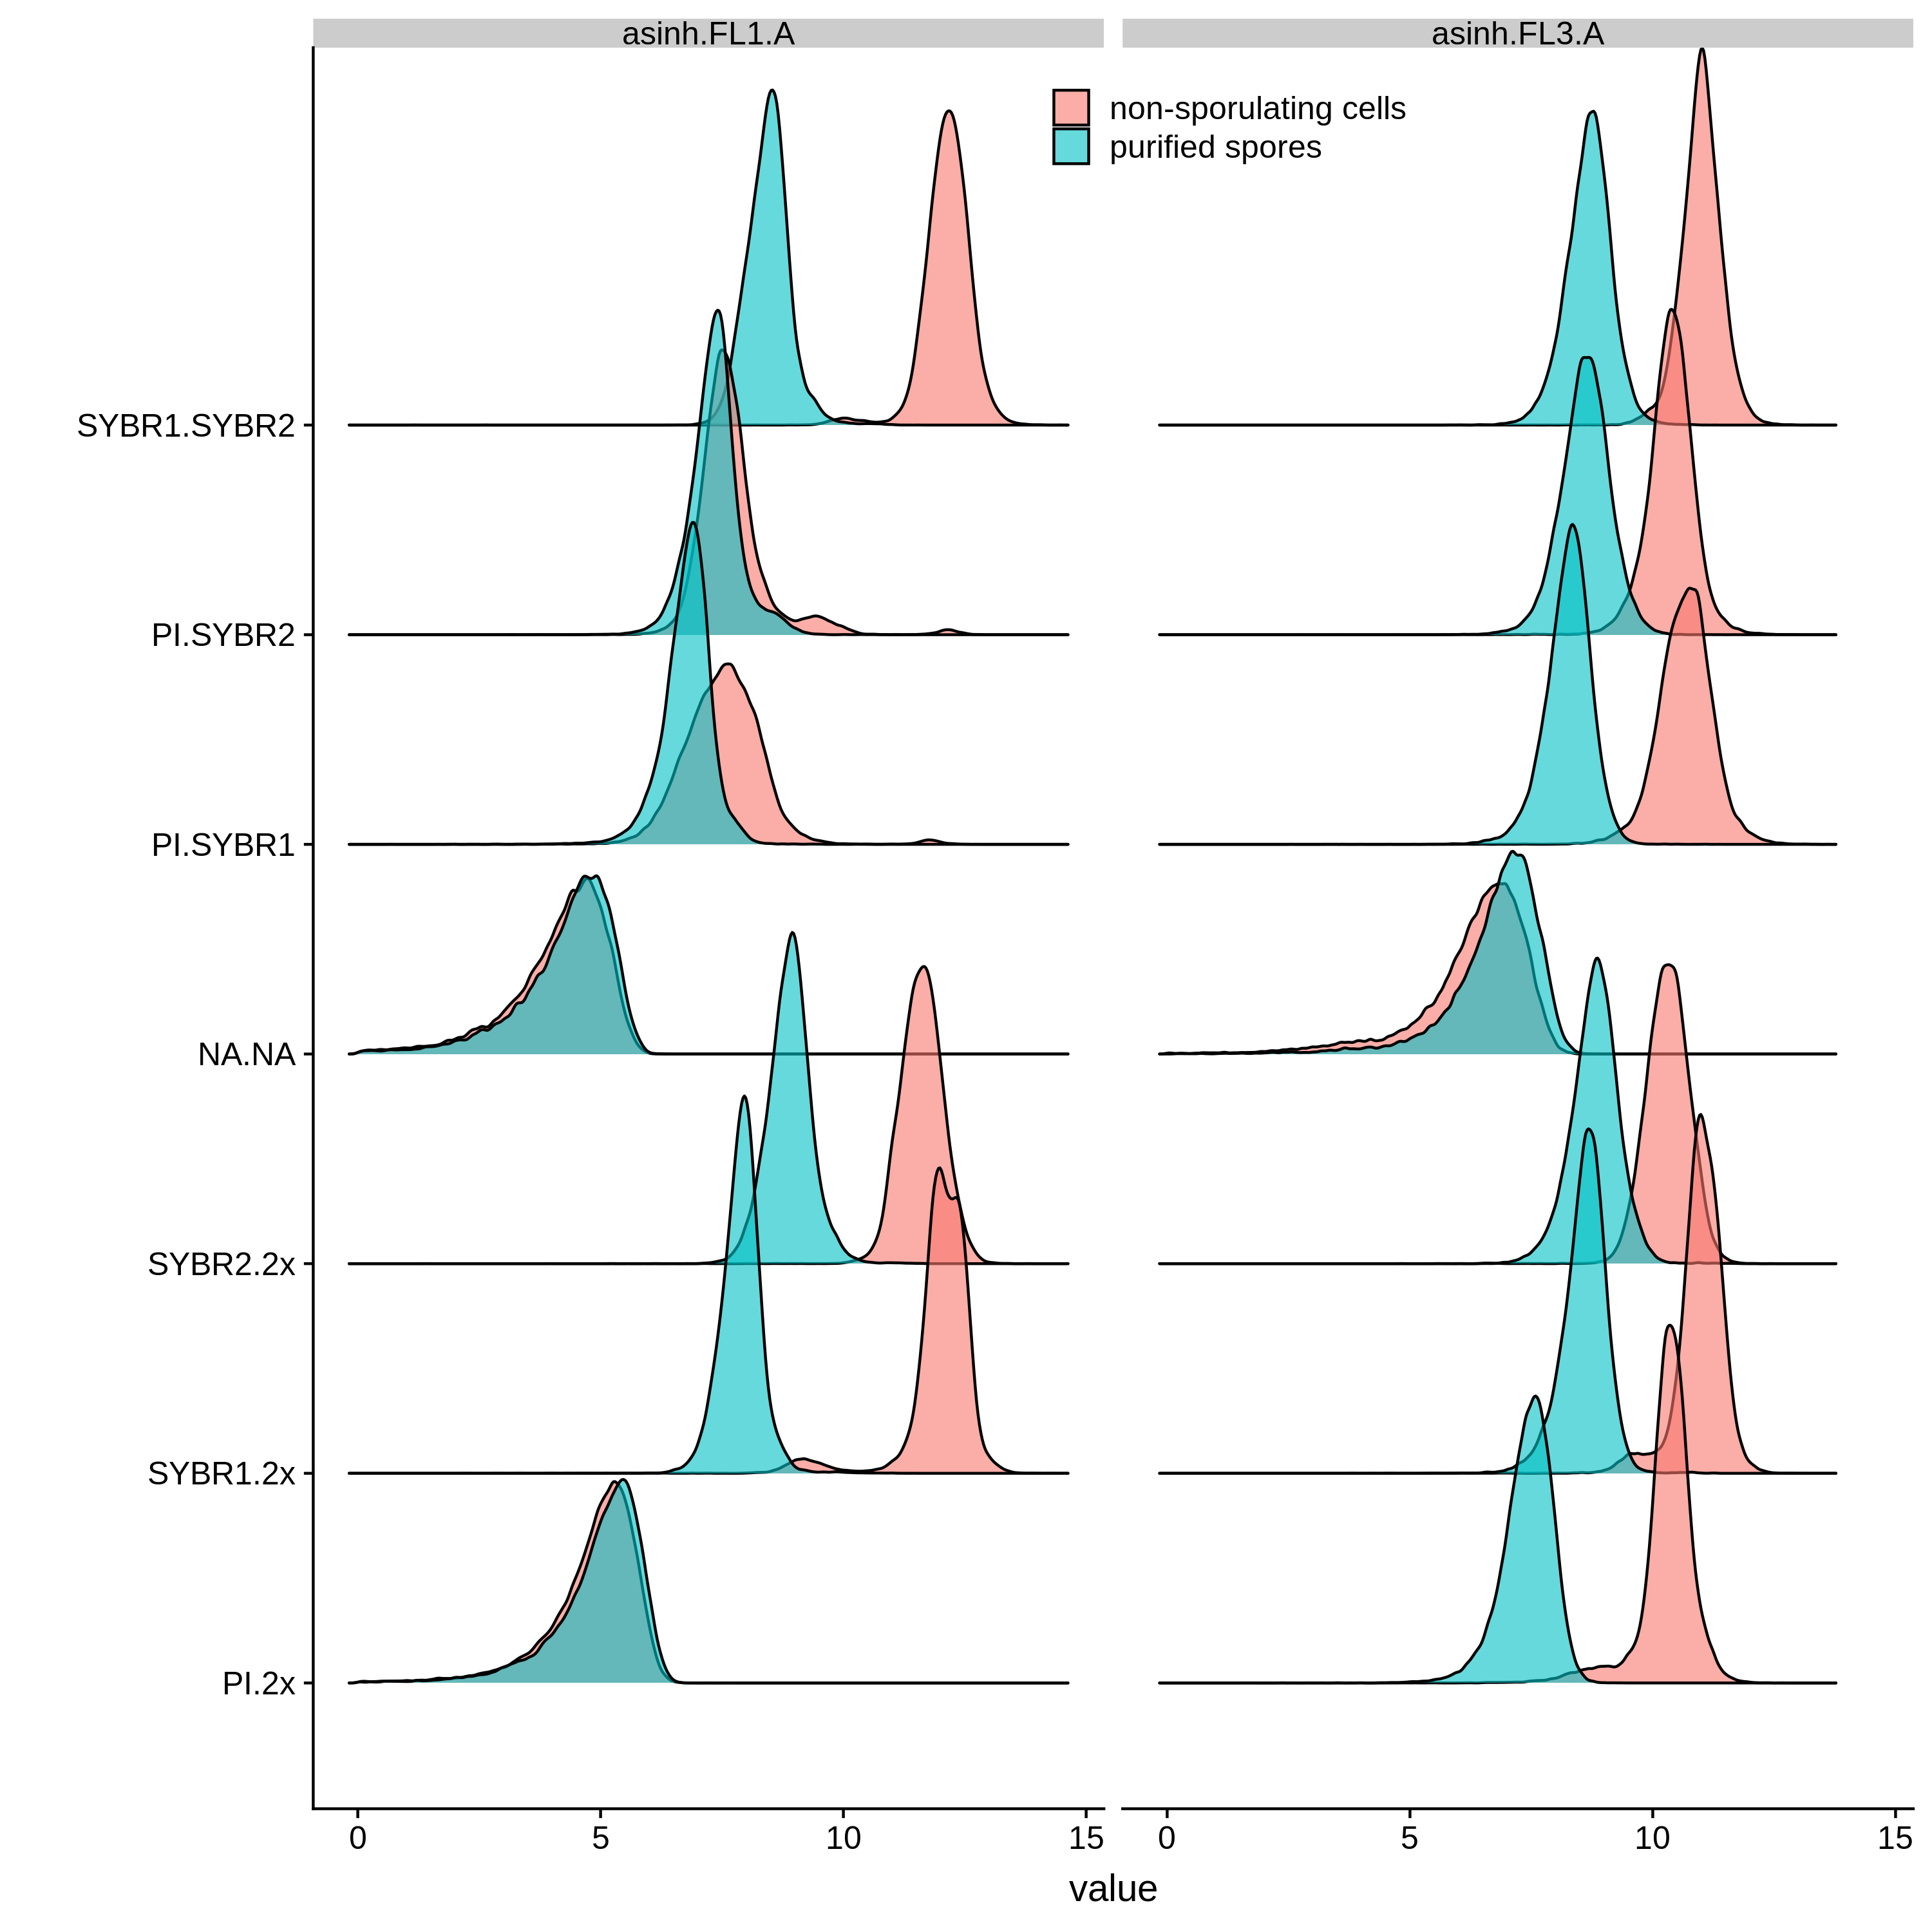 asinh.FL1.A
asinh.FL3.A
non-sporulating cells
purified spores
SYBR1.SYBR2
PI.SYBR2
PI.SYBR1
NA.NA
SYBR2.2x
SYBR1.2x
PI.2x
0 5 10 15
0 5 10 15
value